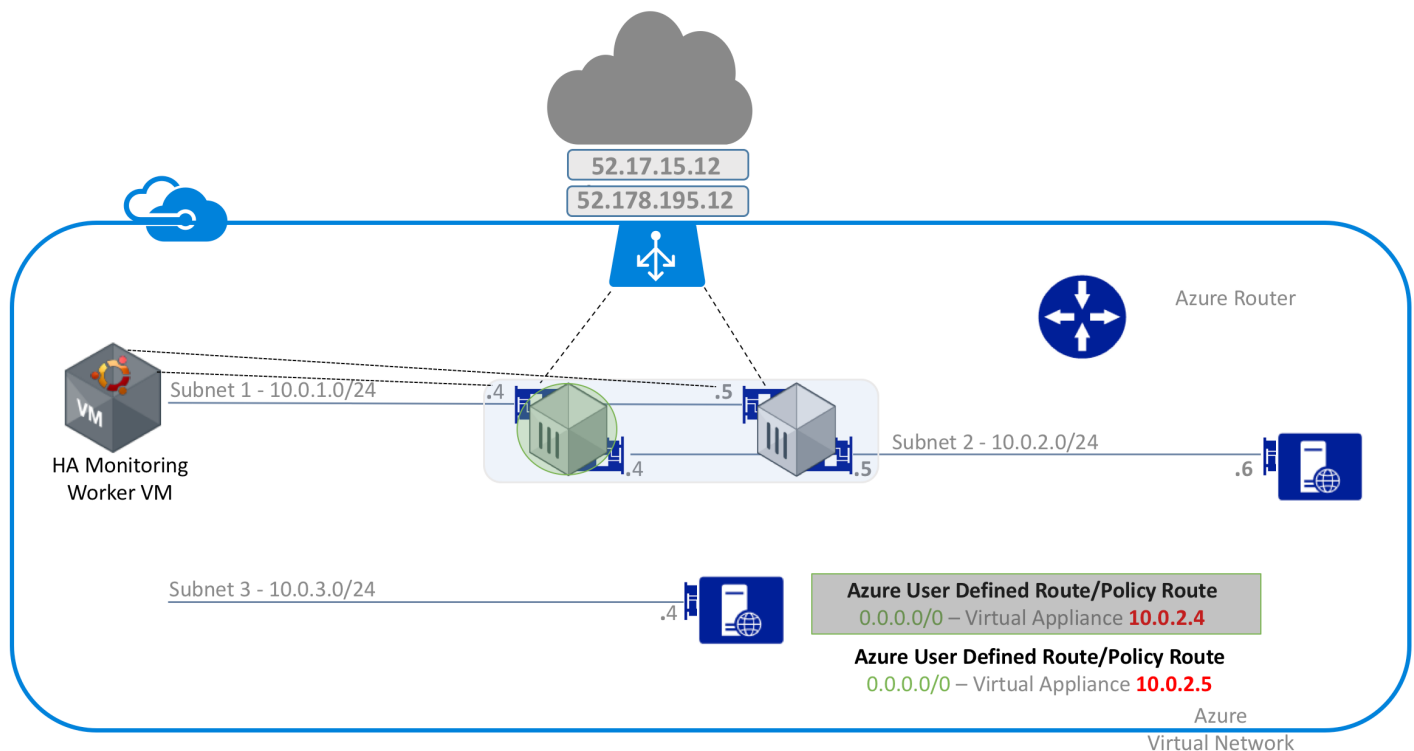 52.17.15.12
52.178.195.12
Azure Router
Subnet 1 - 10.0.1.0/24
.4
.5
VM
HA Monitoring
Worker VM
.4
.5
Subnet 2 - 10.0.2.0/24
.6
Subnet 3 - 10.0.3.0/24
.4
Azure User Defined Route/Policy Route
0.0.0.0/0 – Virtual Appliance 10.0.2.4
Azure User Defined Route/Policy Route
0.0.0.0/0 – Virtual Appliance 10.0.2.5
Azure
Virtual Network